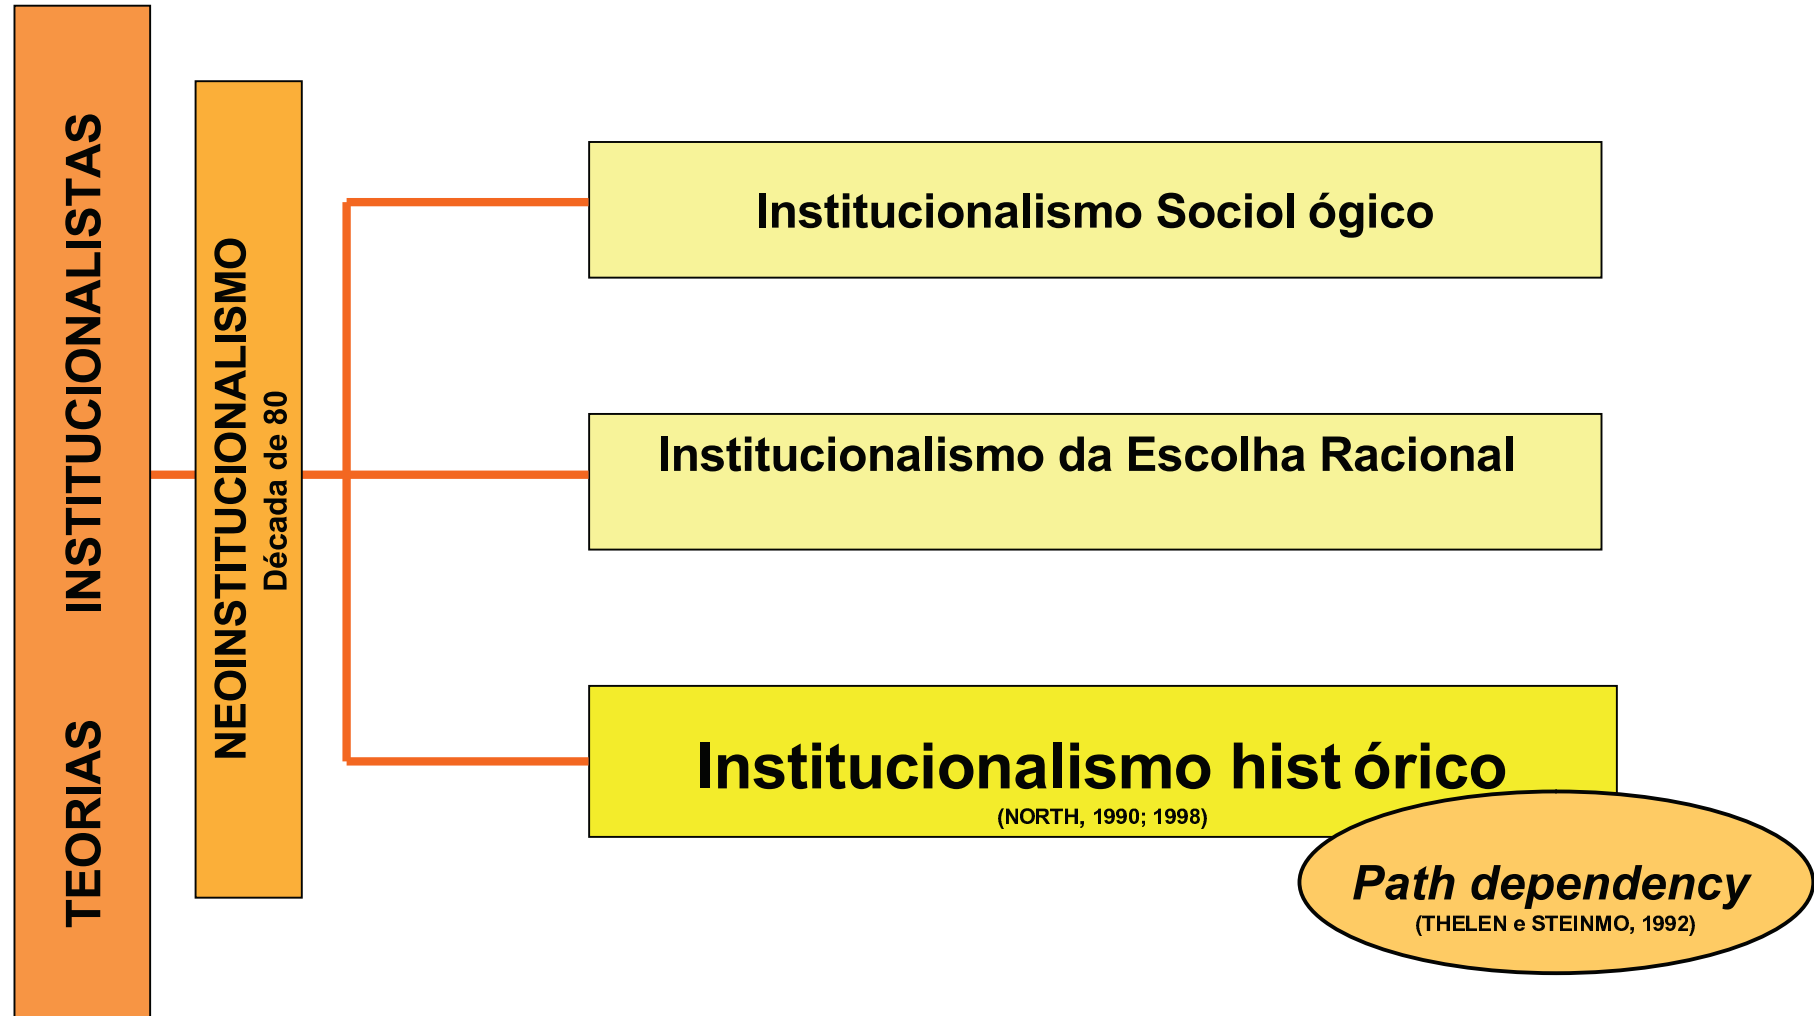 TEORIAS INSTITUCIONALISTAS
NEOINSTITUCIONALISMO
Década de 80
Institucionalismo Sociol ógico
Institucionalismo da Escolha Racional
Institucionalismo hist órico
(NORTH, 1990; 1998)
Path dependency
(THELEN e STEINMO, 1992)